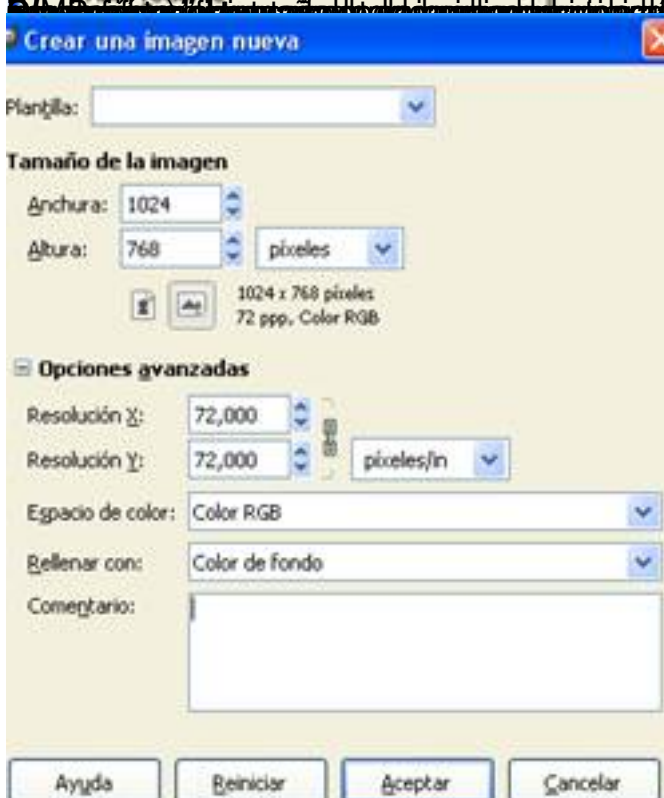 Crear una imagen nueva
Plantilla:
Tamaño de la imagen
Anchura: 1024
Altura: 768 píxeles
1024 x 768 píxeles
72 ppp, Color RGB
Opciones avanzadas
Resolución X: 72,000
Resolución Y: 72,000 píxeles/in
Espacio de color: Color RGB
Rellenar con: Color de fondo
Comentario:
Ayuda Reiniciar Aceptar Cancelar